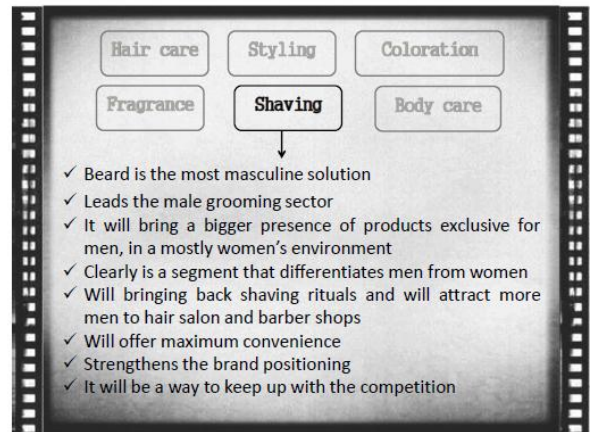 Hair care Styling Coloration
Fragrance Shaving Body care
✓ Beard is the most masculine solution
✓ Leads the male grooming sector
✓ It will bring a bigger presence of products exclusive for
men, in a mostly women's environment
✓ Clearly is a segment that differentiates men from women
✓ Will bringing back shaving rituals and will attract more
men to hair salon and barber shops
✓ Will offer maximum convenience
✓ Strengthens the brand positioning
✓ It will be a way to keep up with the competition